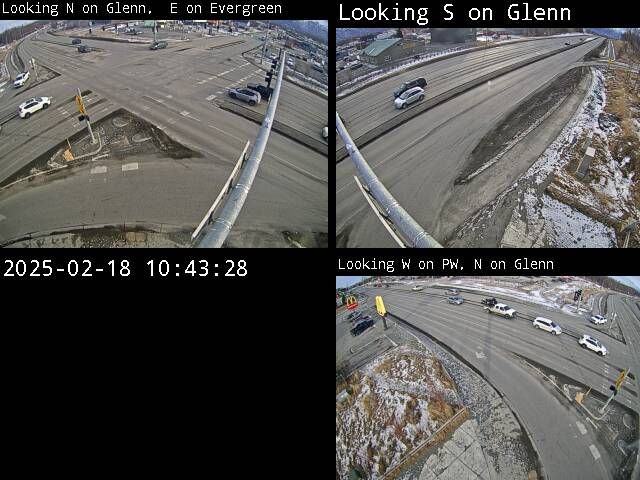 Looking N on Glenn, E on Evergreen
Looking S on Glenn
2025-02-18 10:43:28
Looking W on PW, N on Glenn